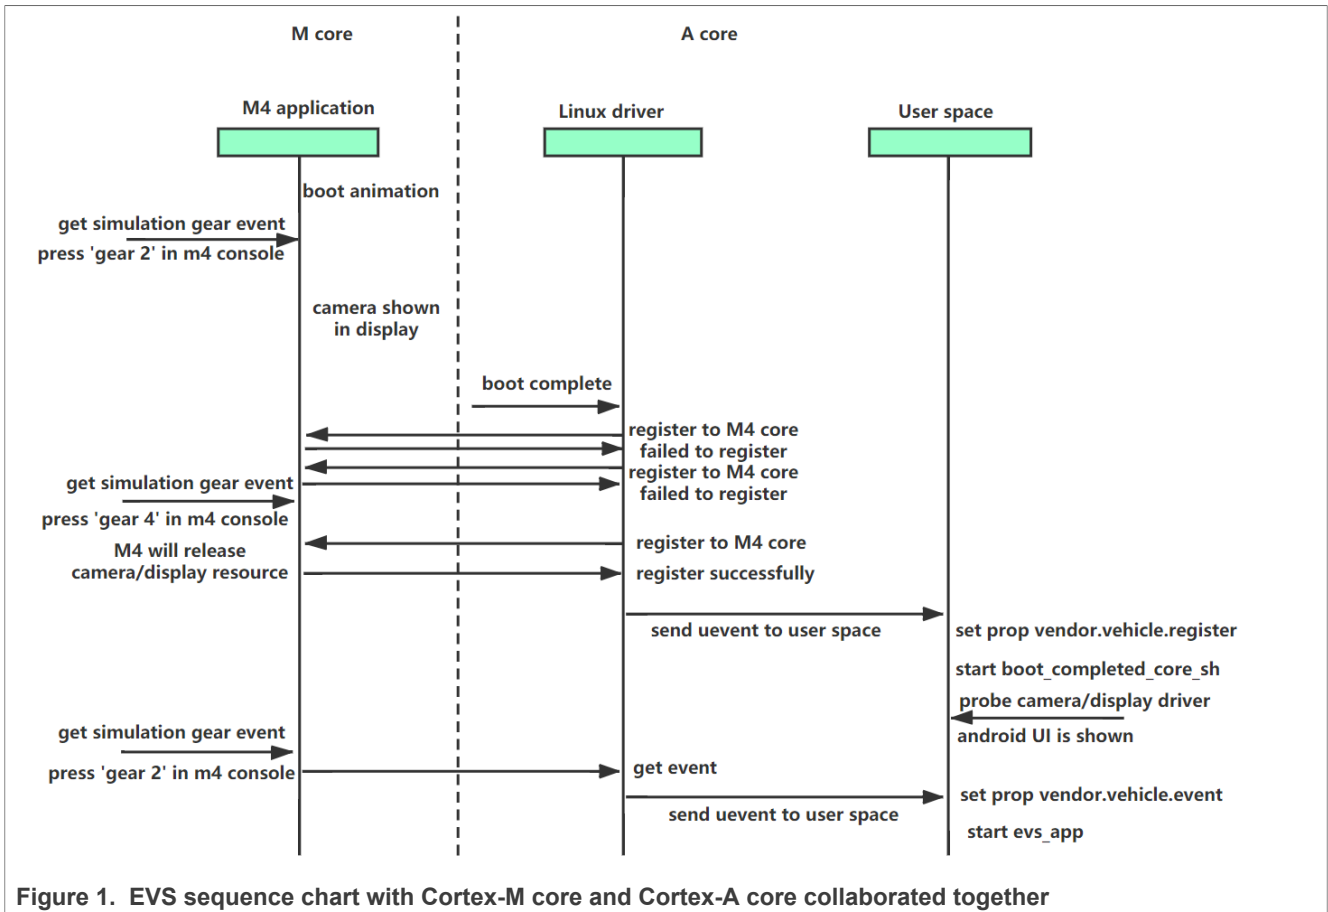 M core
A core
M4 application
Linux driver
User space
boot animation
get simulation gear event
press 'gear 2' in m4 console
camera shown
in display
boot complete
register to M4 core
failed to register
register to M4 core
get simulation gear event
failed to register
press 'gear 4' in m4 console
register to M4 core
M4 will release
camera/display resource
register successfully
send uevent to user space
set prop vendor.vehicle.register
start boot_completed_core_sh
probe camera/display driver
get simulation gear event
android UI is shown
press 'gear 2' in m4 console
get event
set prop vendor.vehicle.event
send uevent to user space
start evs_app
Figure 1. EVS sequence chart with Cortex-M core and Cortex-A core collaborated together